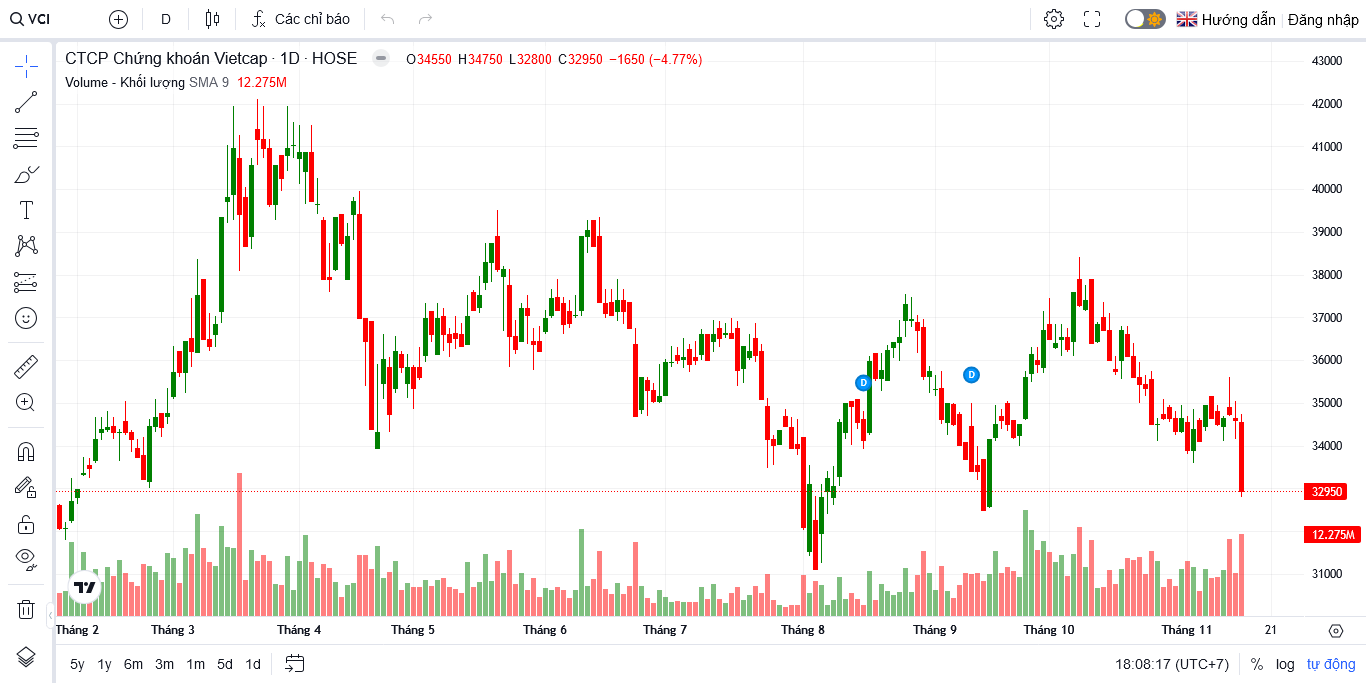 VCI D Các chỉ báo Hướng dẫn Đăng nhập
CTCP Chứng khoán Vietcap · 1D · HOSE O34550 H34750 L32800 C32950 −1650 (−4.77%)
Volume - Khối lượng SMA 9 12.275M
43000
42000
41000
40000
39000
38000
37000
36000
D
D
35000
34000
32950
12.275M
31000
Tháng 2 Tháng 3 Tháng 4 Tháng 5 Tháng 6 Tháng 7 Tháng 8 Tháng 9 Tháng 10 Tháng 11 21
5y 1y 6m 3m 1m 5d 1d 18:08:17 (UTC+7) % log tự động